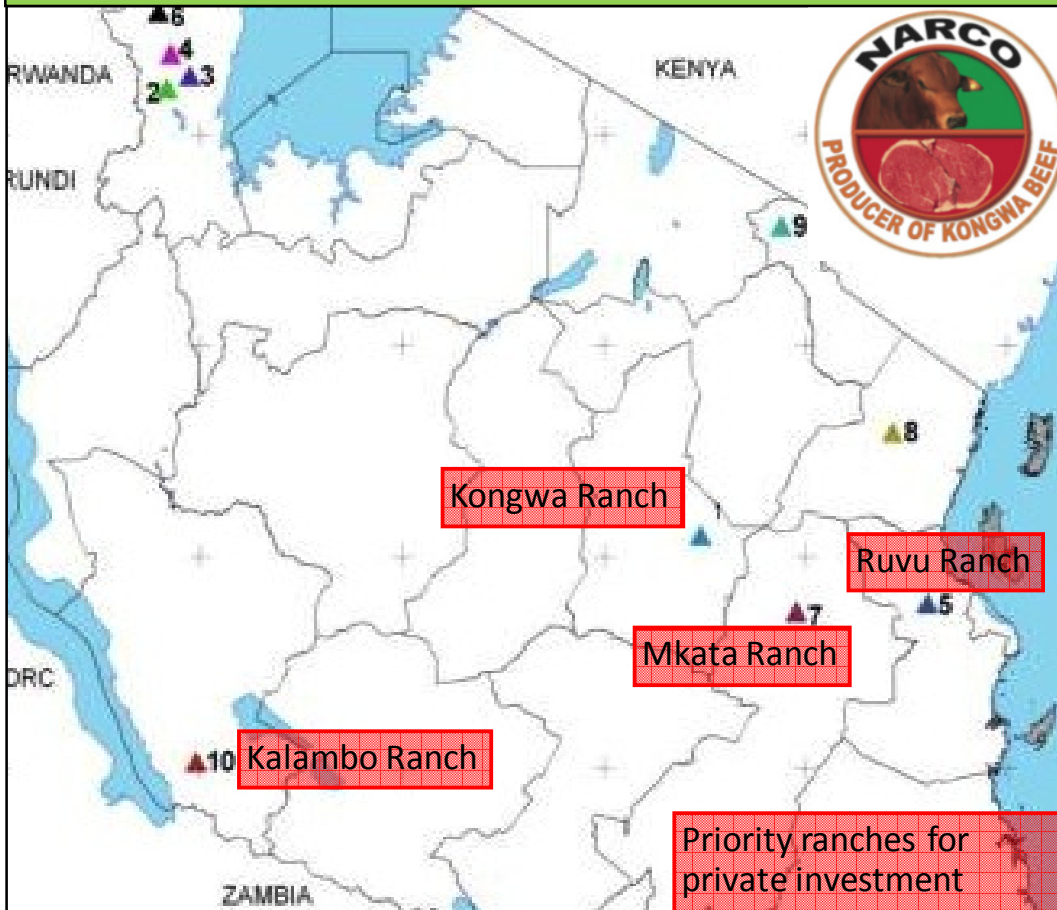 6
4
3
2
RWANDA
KENYA
NARCO
PRODUCER OF KONGWA BEEF
RUNDI
9
8
Kongwa Ranch
1
Ruvu Ranch
5
7
Mkata Ranch
DRC
10
Kalambo Ranch
Priority ranches for
private investment
ZAMBIA